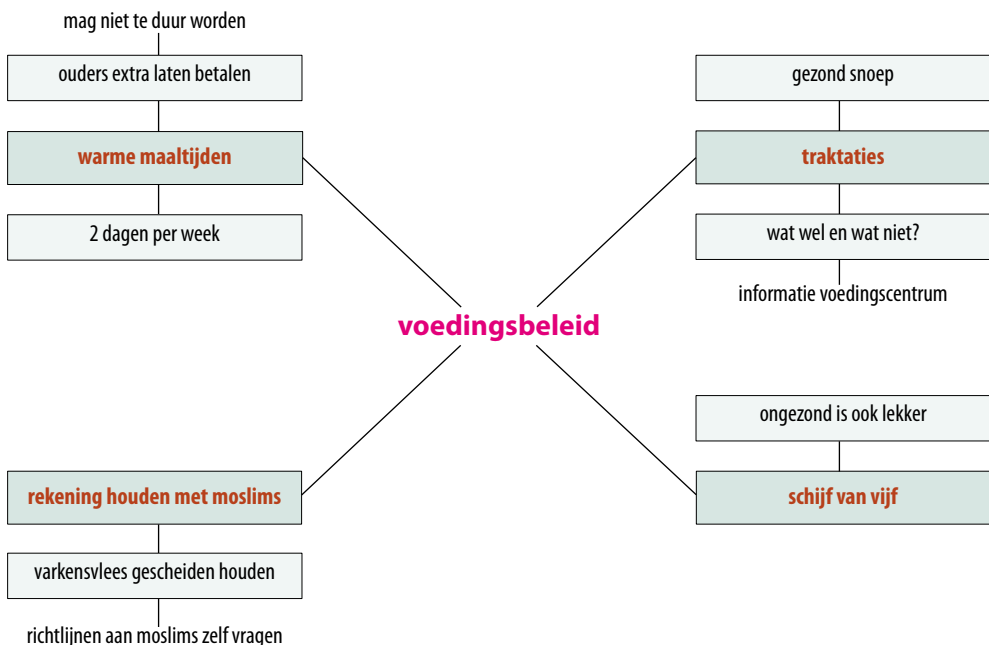 mag niet te duur worden
ouders extra laten betalen
warme maaltijden
2 dagen per week
gezond snoep
traktaties
wat wel en wat niet?
informatie voedingscentrum
voedingsbeleid
rekening houden met moslims
varkensvlees gescheiden houden
richtlijnen aan moslims zelf vragen
ongezond is ook lekker
schijf van vijf